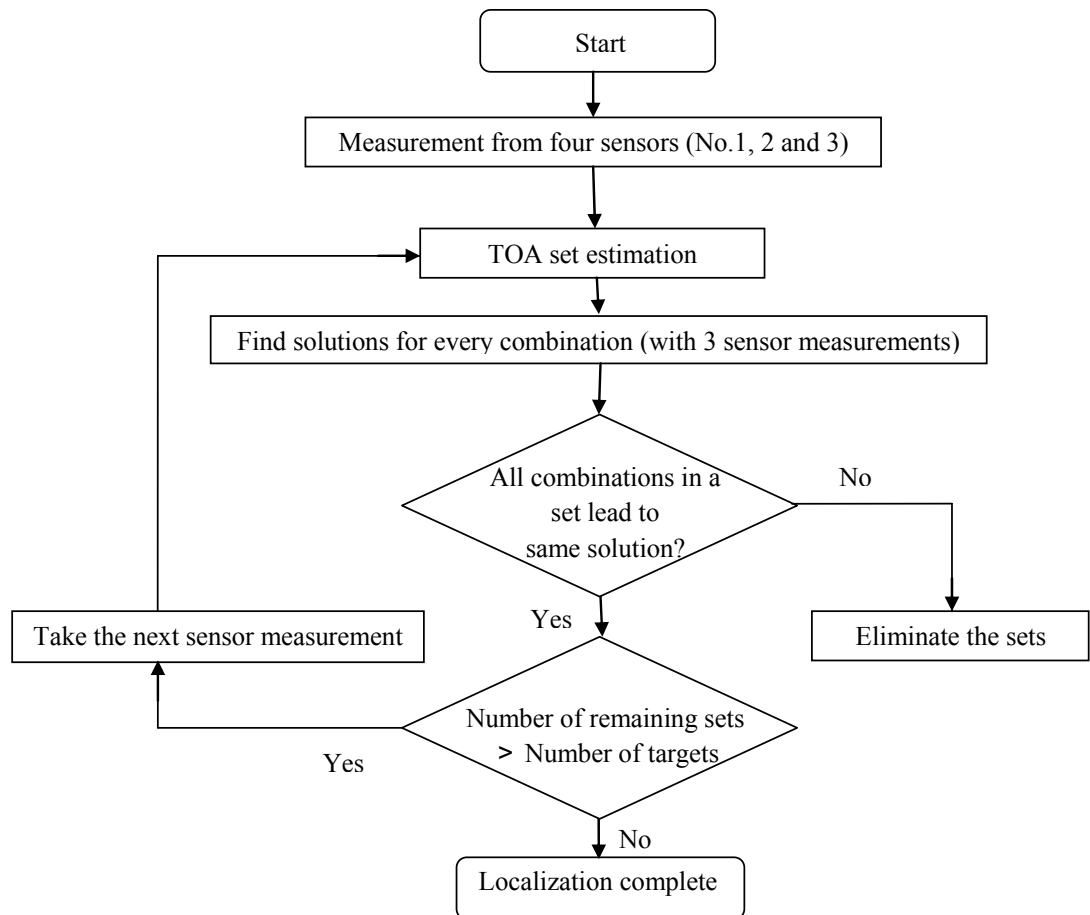 Start
Measurement from four sensors (No.1, 2 and 3)
TOA set estimation
Find solutions for every combination (with 3 sensor measurements)
All combinations in a
set lead to
same solution?
No
Yes
Take the next sensor measurement
Eliminate the sets
Number of remaining sets
> Number of targets
Yes
No
Localization complete